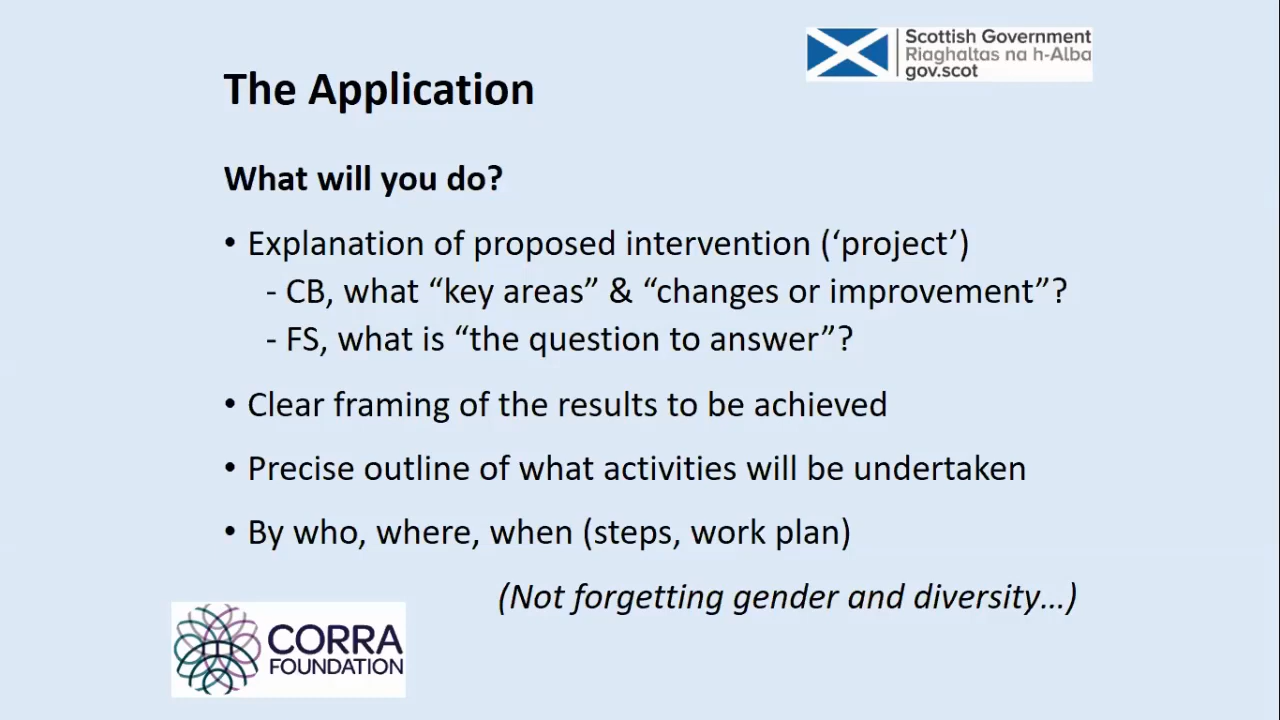 Scottish Government
Riaghaltas na h-Alba
gov.scot
The Application
What will you do?
• Explanation of proposed intervention (‘project’)
- CB, what “key areas” & “changes or improvement”?
- FS, what is “the question to answer”?
• Clear framing of the results to be achieved
• Precise outline of what activities will be undertaken
• By who, where, when (steps, work plan)
(Not forgetting gender and diversity...)
CORRA
FOUNDATION